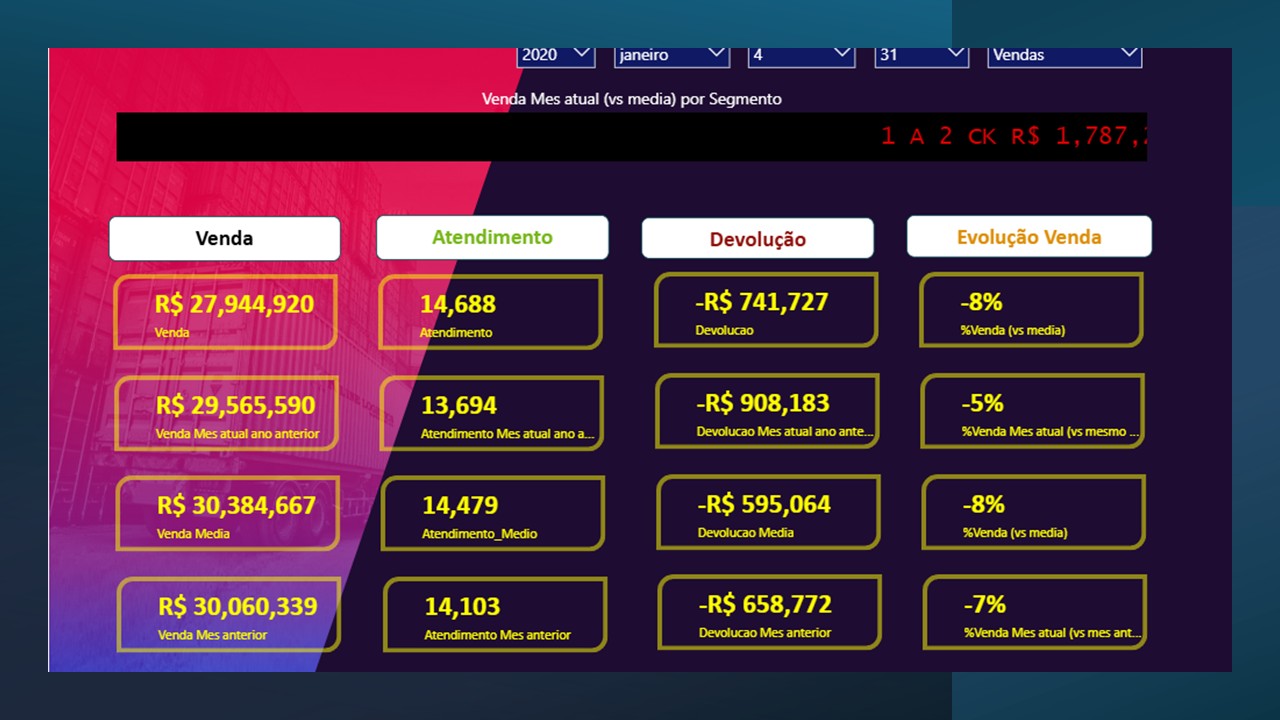 2020 janeiro 4 31 Vendas
Venda Mes atual (vs media) por Segmento
1 A 2 CK R$ 1,787,
Venda Atendimento Devolução Evolução Venda
R$ 27,944,920 14,688 -R$ 741,727 -8%
Venda Atendimento Devolucao %Venda (vs media)
R$ 29,565,590 13,694 -R$ 908,183 -5%
Venda Mes atual ano anterior Atendimento Mes atual ano a... Devolucao Mes atual ano ante... %Venda Mes atual (vs mesmo ...
R$ 30,384,667 14,479 -R$ 595,064 -8%
Venda Media Atendimento_Medio Devolucao Media %Venda (vs media)
R$ 30,060,339 14,103 -R$ 658,772 -7%
Venda Mes anterior Atendimento Mes anterior Devolucao Mes anterior %Venda Mes atual (vs mes ant...